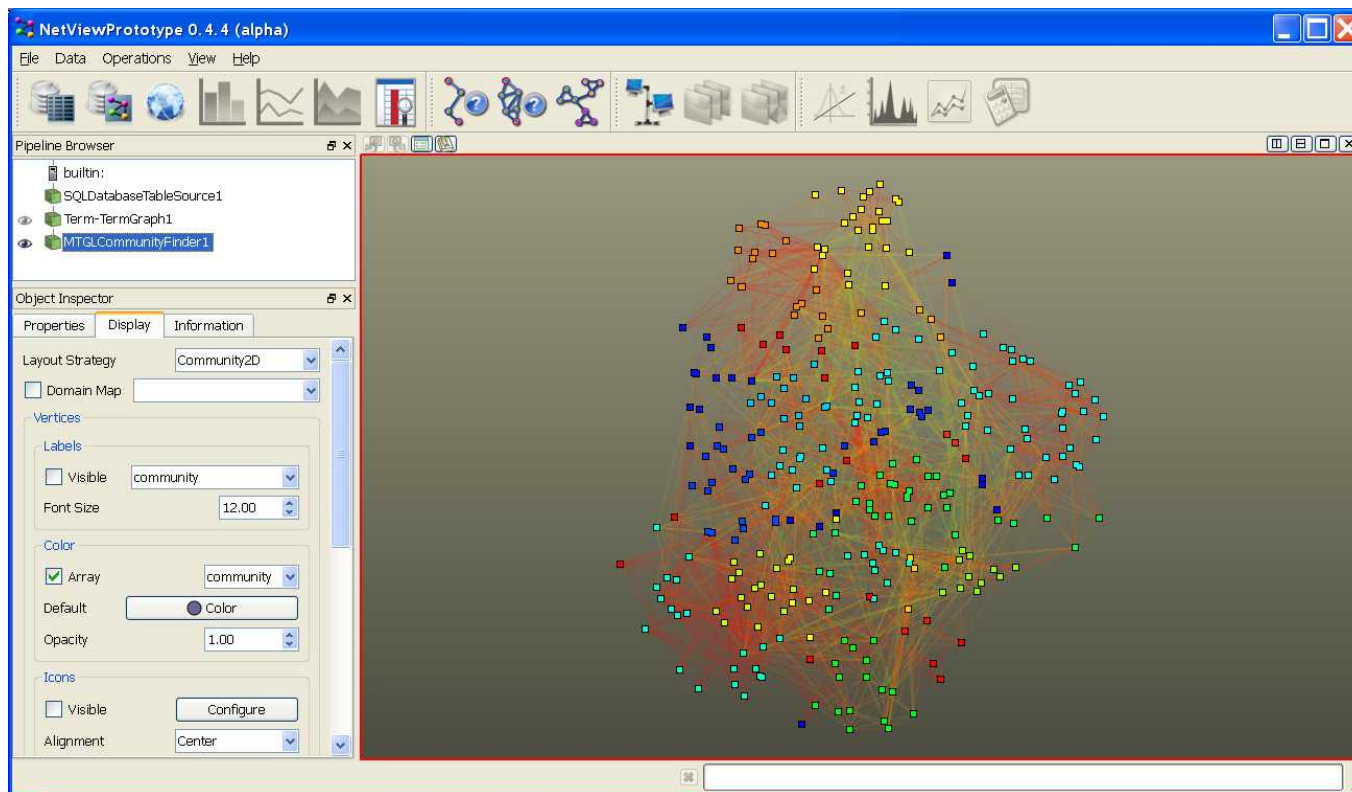 NetViewPrototype 0.4.4 (alpha)
File Data Operations View Help
Pipeline Browser
builtin:
SQLDatabaseTableSource1
Term-TermGraph1
MTGLCommunityFinder1
Object Inspector
Properties Display Information
Layout Strategy Community2D
Domain Map
Vertices
Labels
Visible community
Font Size 12.00
Color
Array community
Default Color
Opacity 1.00
Icons
Visible Configure
Alignment Center